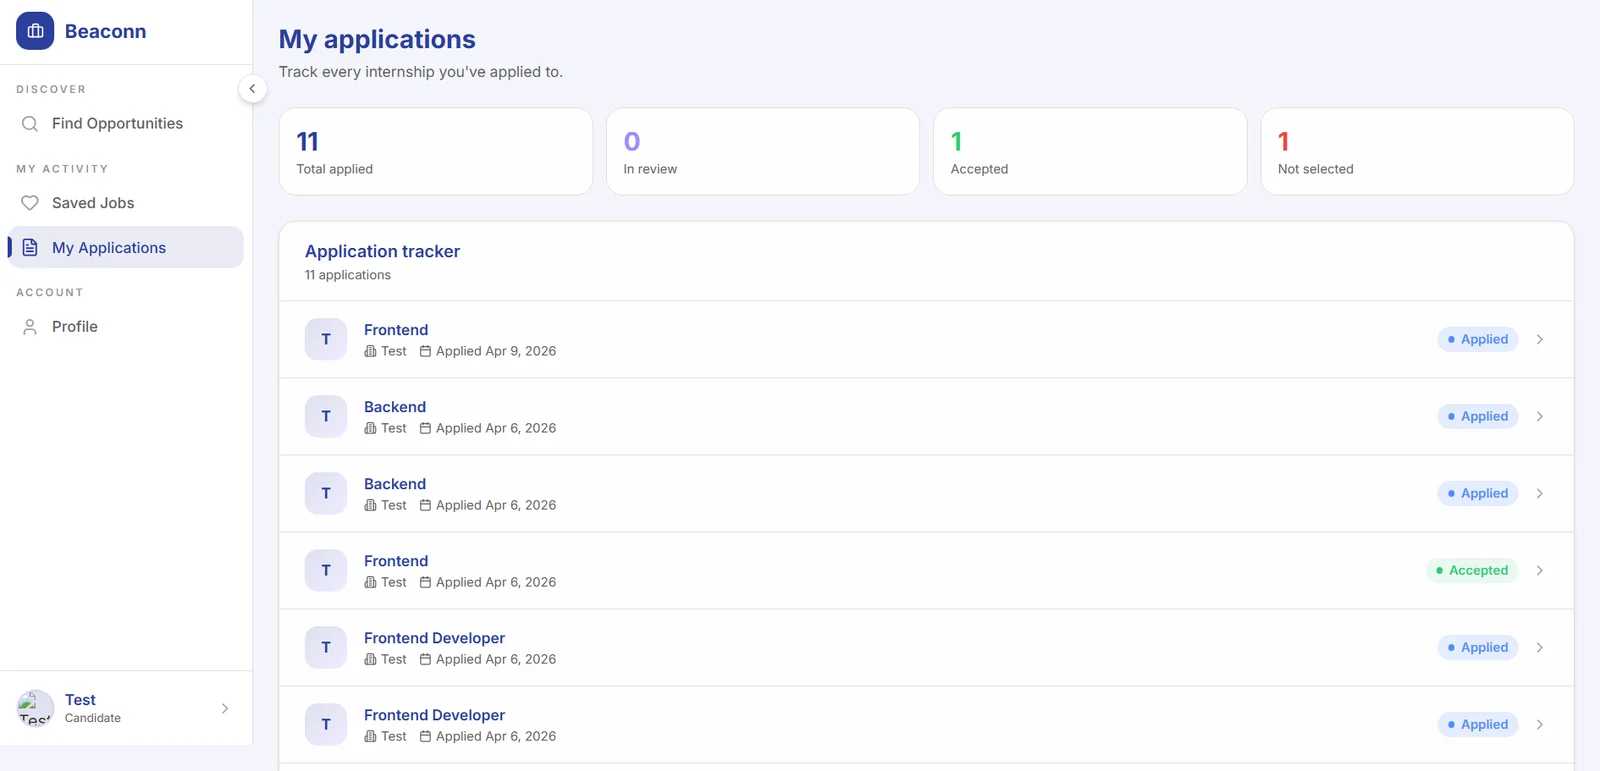 Beaconn
DISCOVER
Find Opportunities
MY ACTIVITY
Saved Jobs
My Applications
ACCOUNT
Profile
Test
Test
Candidate
My applications
Track every internship you've applied to.
11
Total applied
0
In review
1
Accepted
1
Not selected
Application tracker
11 applications
T
Frontend
Test Applied Apr 9, 2026
Applied
T
Backend
Test Applied Apr 6, 2026
Applied
T
Backend
Test Applied Apr 6, 2026
Applied
T
Frontend
Test Applied Apr 6, 2026
Accepted
T
Frontend Developer
Test Applied Apr 6, 2026
Applied
T
Frontend Developer
Test Applied Apr 6, 2026
Applied